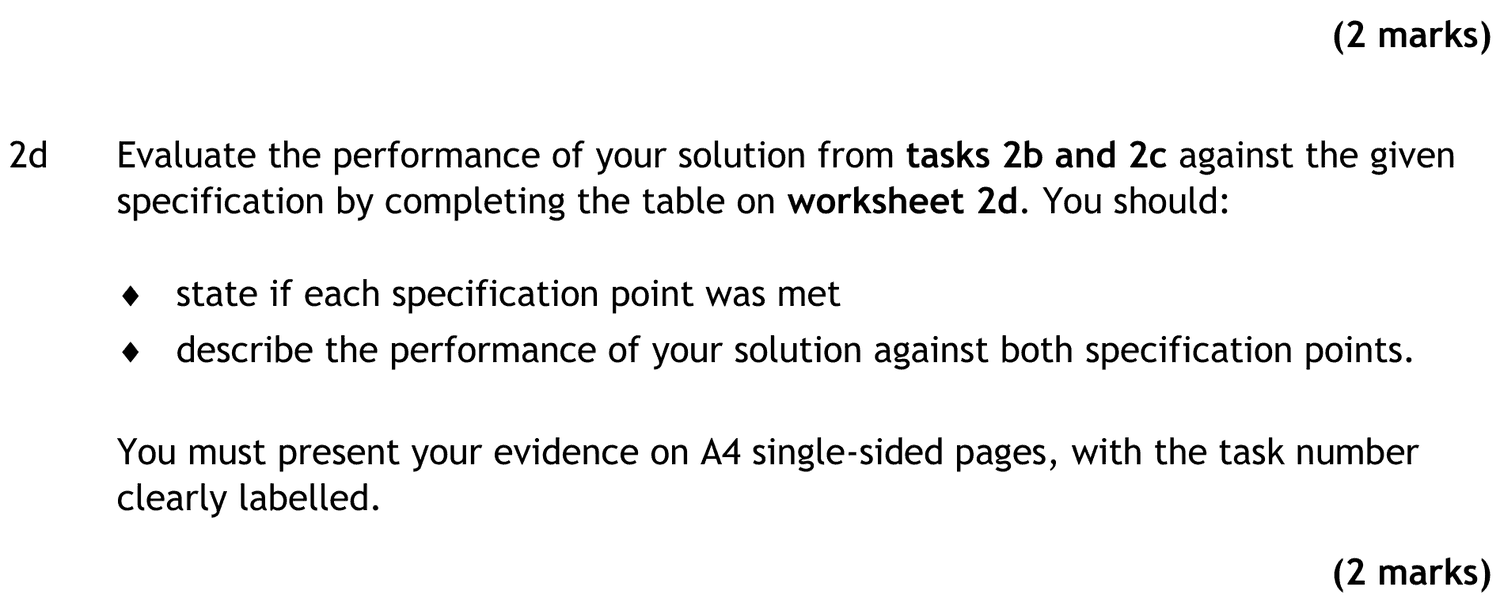 (2 marks)
2d Evaluate the performance of your solution from tasks 2b and 2c against the given
specification by completing the table on worksheet 2d. You should:
♦ state if each specification point was met
♦ describe the performance of your solution against both specification points.
You must present your evidence on A4 single-sided pages, with the task number
clearly labelled.
(2 marks)